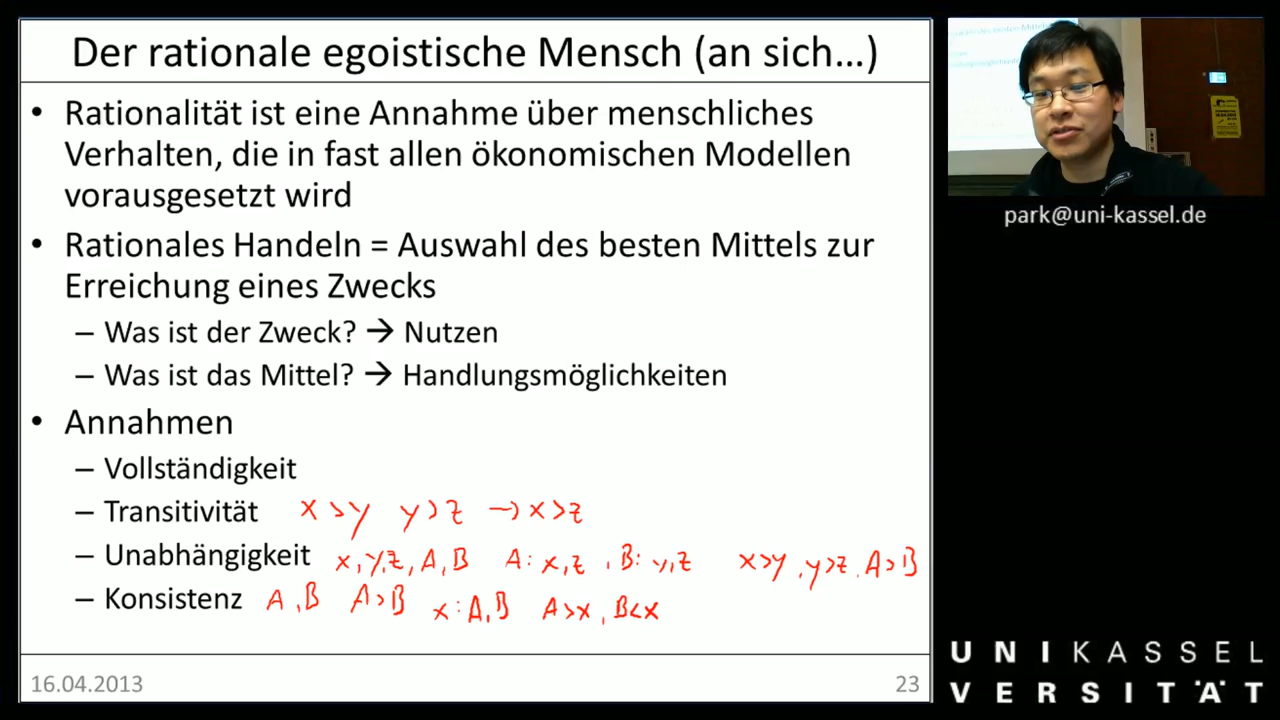 Der rationale egoistische Mensch (an sich…)
• Rationalität ist eine Annahme über menschliches
Verhalten, die in fast allen ökonomischen Modellen
vorausgesetzt wird
• Rationales Handeln = Auswahl des besten Mittels zur
Erreichung eines Zwecks
– Was ist der Zweck? → Nutzen
– Was ist das Mittel? → Handlungsmöglichkeiten
• Annahmen
– Vollständigkeit
– Transitivität x > y y > z → x > z
– Unabhängigkeit x, y, z, A, B A: x, z , B: y, z x > y , y > z , A > B
– Konsistenz A , B A > B x : A, B A > x , B < x
16.04.2013
23
park@uni-kassel.de
UNIKASSEL
VERSITÄT